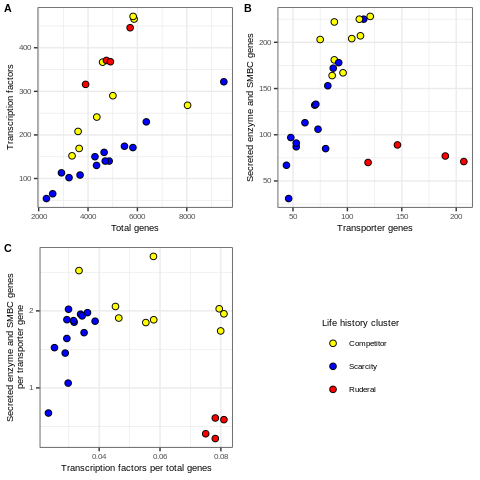 A
Transcription factors
400
300
200
100
2000 4000 6000 8000
Total genes
B
Secreted enzyme and SMBC genes
200
150
100
50
50 100 150 200
Transporter genes
C
Secreted enzyme and SMBC genes
per transporter gene
2
1
0.04 0.06 0.08
Transcription factors per total genes
Life history cluster
Competitor
Scarcity
Ruderal